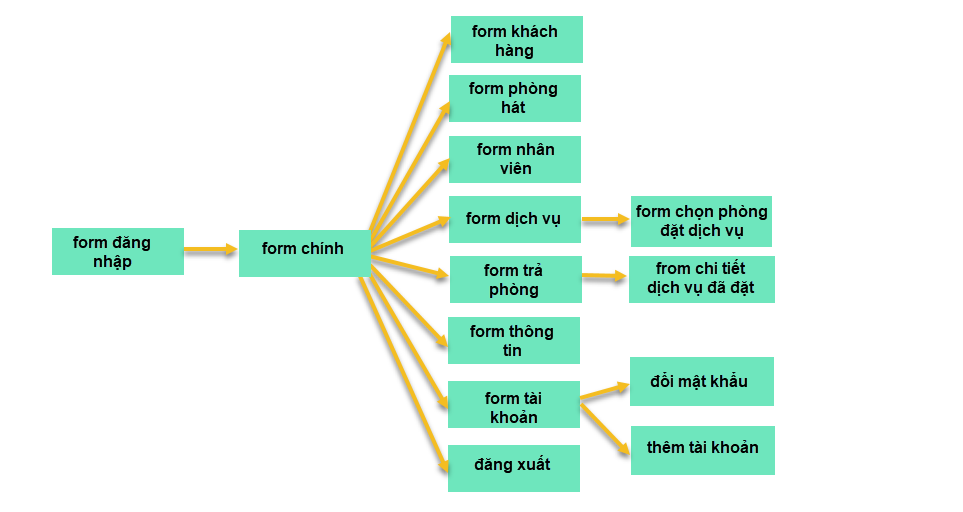 form khách
hàng
form phòng
hát
form nhân
viên
form dịch vụ
form chọn phòng
đặt dịch vụ
form đăng
nhập
form chính
form trả
phòng
from chi tiết
dịch vụ đã đặt
form thông
tin
form tài
khoản
đổi mật khẩu
thêm tài khoản
đăng xuất